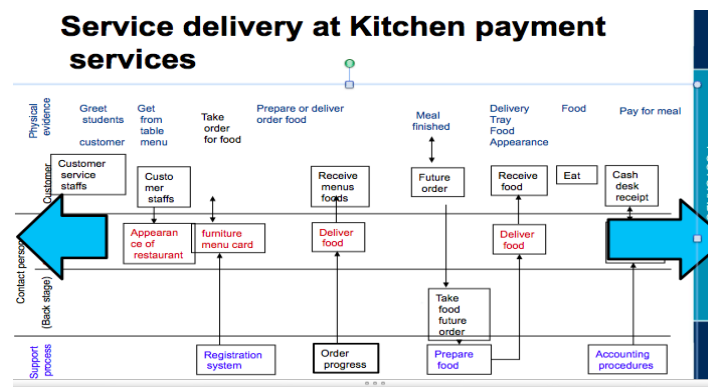 Service delivery at Kitchen payment
services
Physical
evidence
Greet
students
customer
Get
from
table
menu
Take
order
for food
Prepare or deliver
order food
Meal
finished
Delivery
Tray
Food
Appearance
Food
Pay for meal
Customer
Customer
service
staffs
Custo
mer
staffs
Receive
menus
foods
Future
order
Receive
food
Eat
Cash
desk
receipt
Contact person
Appearan
ce of
restaurant
furniture
menu card
Deliver
food
Deliver
food
(Back stage)
Take
food
future
order
Support
process
Registration
system
Order
progress
Prepare
food
Accounting
procedures